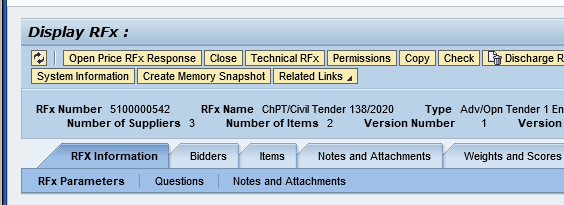 Display RFx :
Open Price RFx Response Close Technical RFx Permissions Copy Check Discharge R
System Information Create Memory Snapshot Related Links
RFx Number 5100000542 RFx Name ChPT/Civil Tender 138/2020 Type Adv/Opn Tender 1 En
Number of Suppliers 3 Number of Items 2 Version Number 1 Version
RFX Information Bidders Items Notes and Attachments Weights and Scores
RFx Parameters Questions Notes and Attachments